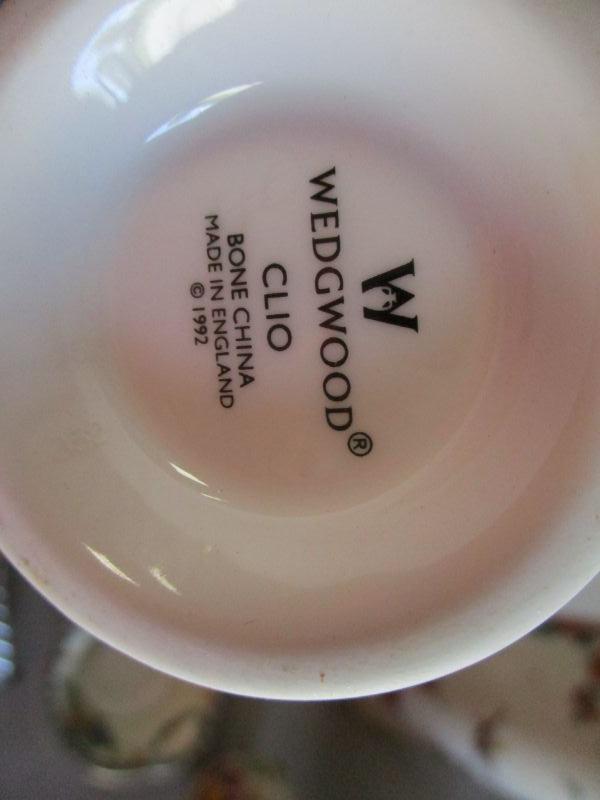 W
WEDGWOOD®
CLIO
BONE CHINA
MADE IN ENGLAND
© 1992